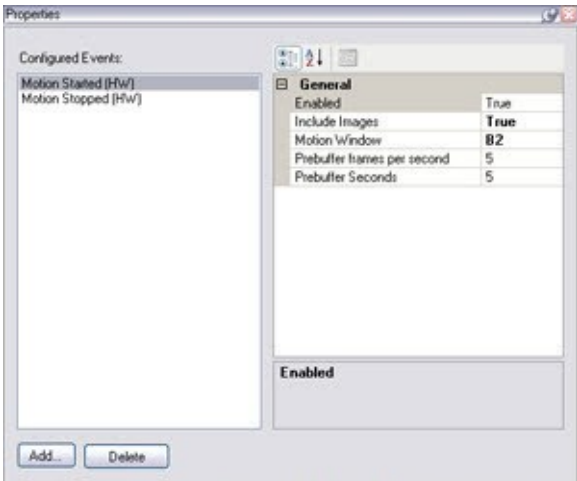 Properties
Configured Events:
Motion Started (HW)
Motion Stopped (HW)
General
Enabled True
Include Images True
Motion Window B2
Prebuffer frames per second 5
Prebuffer Seconds 5
Enabled
Add...
Delete